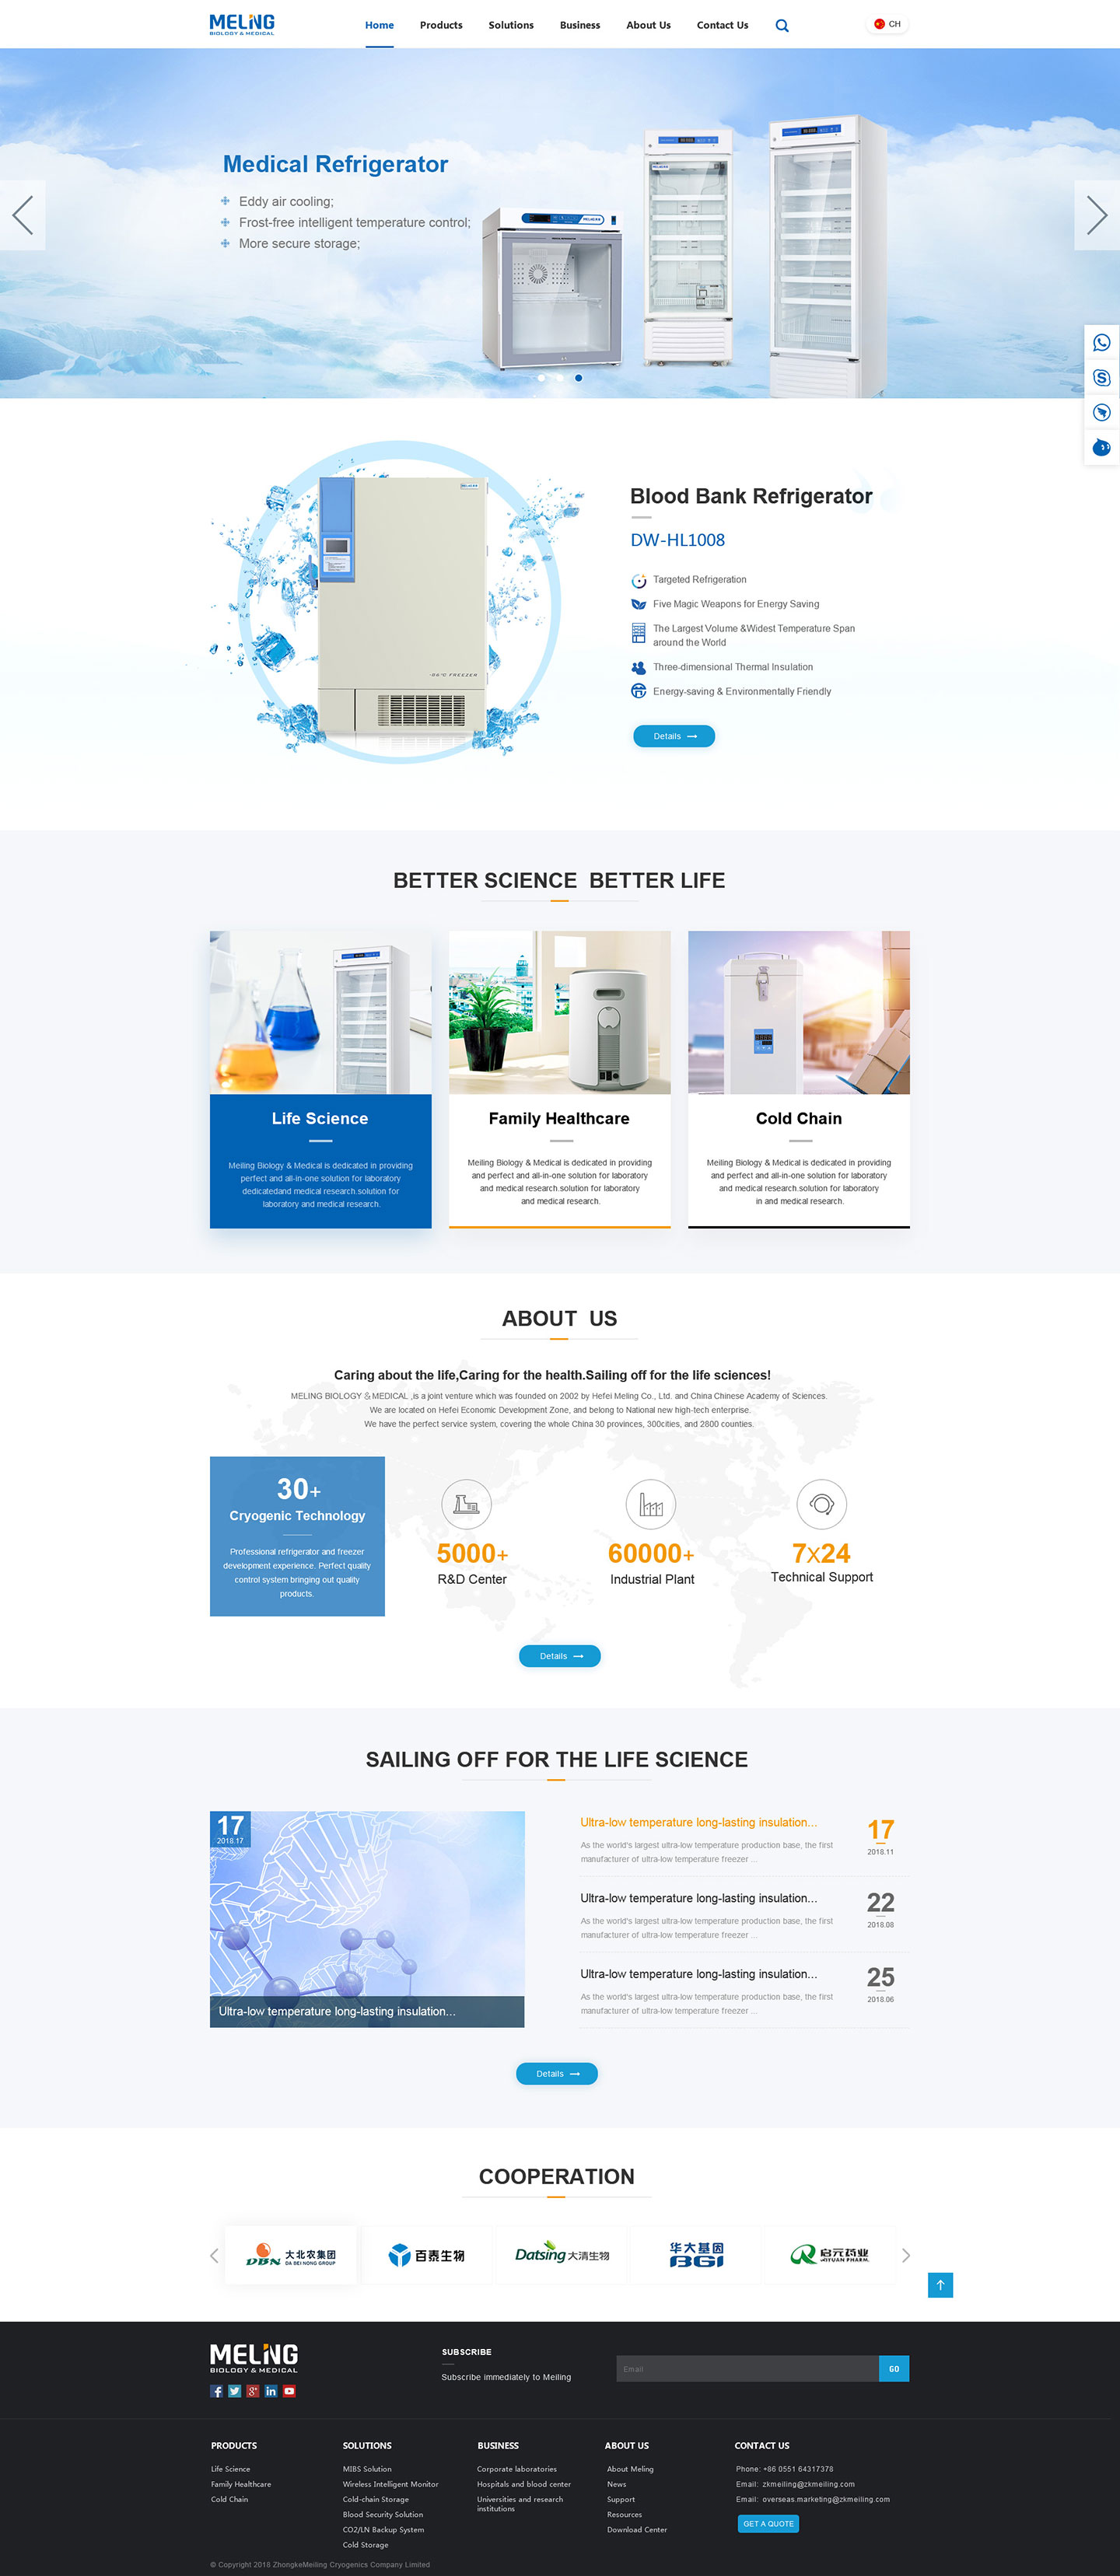 MELING
BIOLOGY & MEDICAL
Home
Products
Solutions
Business
About Us
Contact Us
CH
Medical Refrigerator
Eddy air cooling;
Frost-free intelligent temperature control;
More secure storage;
Blood Bank Refrigerator
DW-HL1008
Targeted Refrigeration
Five Magic Weapons for Energy Saving
The Largest Volume &Widest Temperature Span
around the World
Three-dimensional Thermal Insulation
Energy-saving & Environmentally Friendly
Details
-86°C FREEZER
BETTER SCIENCE  BETTER LIFE
Life Science
Meiling Biology & Medical is dedicated in providing
perfect and all-in-one solution for laboratory
dedicatedand medical research.solution for
laboratory and medical research.
Family Healthcare
Meiling Biology & Medical is dedicated in providing
and perfect and all-in-one solution for laboratory
and medical research.solution for laboratory
and medical research.
Cold Chain
Meiling Biology & Medical is dedicated in providing
and perfect and all-in-one solution for laboratory
and medical research.solution for laboratory
in and medical research.
ABOUT  US
Caring about the life,Caring for the health.Sailing off for the life sciences!
MELING BIOLOGY & MEDICAL ,is a joint venture which was founded on 2002 by Hefei Meling Co., Ltd. and China Chinese Academy of Sciences.
We are located on Hefei Economic Development Zone, and belong to National new high-tech enterprise.
We have the perfect service system, covering the whole China 30 provinces, 300cities, and 2800 counties.
30+
Cryogenic Technology
Professional refrigerator and freezer
development experience. Perfect quality
control system bringing out quality
products.
5000+
R&D Center
60000+
Industrial Plant
7X24
Technical Support
Details
SAILING OFF FOR THE LIFE SCIENCE
17
2018.17
Ultra-low temperature long-lasting insulation...
Ultra-low temperature long-lasting insulation...
As the world's largest ultra-low temperature production base, the first
manufacturer of ultra-low temperature freezer ...
17
2018.11
Ultra-low temperature long-lasting insulation...
As the world's largest ultra-low temperature production base, the first
manufacturer of ultra-low temperature freezer ...
22
2018.08
Ultra-low temperature long-lasting insulation...
As the world's largest ultra-low temperature production base, the first
manufacturer of ultra-low temperature freezer ...
25
2018.06
Details
COOPERATION
DBN 大北农集团
DA BEI NONG GROUP
百泰生物
Datsing 大清生物
华大基因
BGI
启元药业
QIYUAN PHARM.
MELING
BIOLOGY & MEDICAL
SUBSCRIBE
Subscribe immediately to Meiling
Email
GO
PRODUCTS
Life Science
Family Healthcare
Cold Chain
SOLUTIONS
MIBS Solution
Wireless Intelligent Monitor
Cold-chain Storage
Blood Security Solution
CO2/LN Backup System
Cold Storage
BUSINESS
Corporate laboratories
Hospitals and blood center
Universities and research
institutions
ABOUT US
About Meling
News
Support
Resources
Download Center
CONTACT US
Phone: +86 0551 64317378
Email: zkmeiling@zkmeiling.com
Email: overseas.marketing@zkmeiling.com
GET A QUOTE
© Copyright 2018 ZhongkeMeiling Cryogenics Company Limited